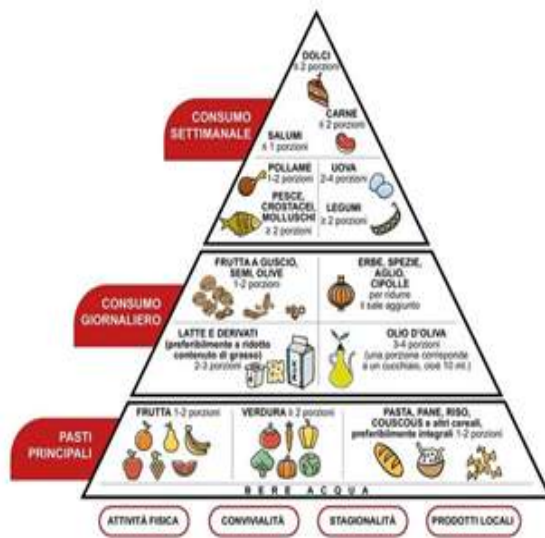 DOLCI
≤ 2 porzioni
CARNE
≤ 2 porzioni
SALUMI
≤ 1 porzioni
CONSUMO
SETTIMANALE
POLLAME
1-2 porzioni
UOVA
2-4 porzioni
PESCE,
CROSTACEI,
MOLLUSCHI
≥ 2 porzioni
LEGUMI
≥ 2 porzioni
CONSUMO
GIORNALIERO
FRUTTA A GUSCIO,
SEMI, OLIVE
1-2 porzioni
ERBE, SPEZIE,
AGLIO,
CIPOLLE
per ridurre
il sale aggiunto
LATTE E DERIVATI
(preferibilmente a ridotto
contenuto di grasso)
2-3 porzioni
OLIO D'OLIVA
3-4 porzioni
(una porzione corrisponde
a un cucchiaio, cioè 10 ml.)
PASTI
PRINCIPALI
FRUTTA 1-2 porzioni
VERDURA ≥ 2 porzioni
PASTA, PANE, RISO,
COUSCOUS e altri cereali,
preferibilmente integrali 1-2 porzioni
BERE ACQUA
ATTIVITÀ FISICA
CONVIVIALITÀ
STAGIONALITÀ
PRODOTTI LOCALI